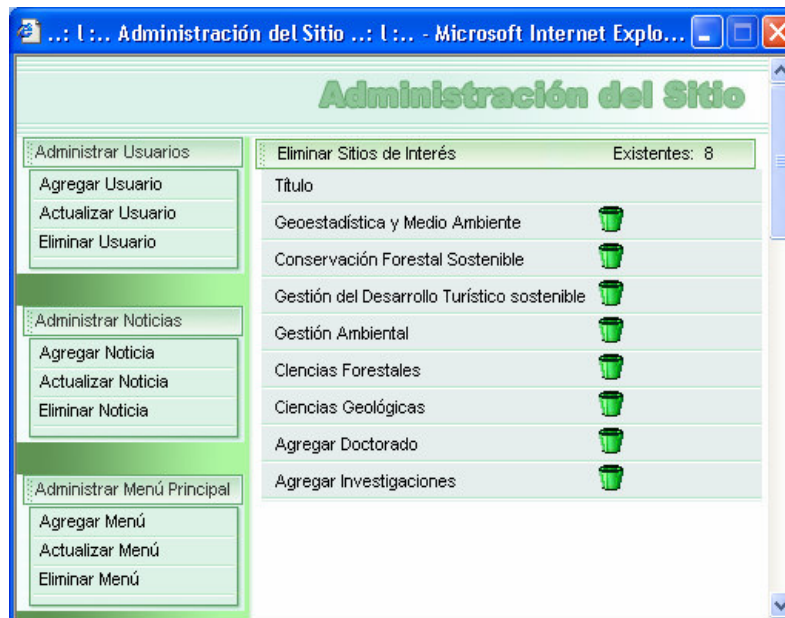 ..: l :.. Administración del Sitio ..: l :.. - Microsoft Internet Explo...
Administración del Sitio
Administrar Usuarios
Agregar Usuario
Actualizar Usuario
Eliminar Usuario
Administrar Noticias
Agregar Noticia
Actualizar Noticia
Eliminar Noticia
Administrar Menú Principal
Agregar Menú
Actualizar Menú
Eliminar Menú
Eliminar Sitios de Interés Existentes: 8
Título
Geoestadística y Medio Ambiente
Conservación Forestal Sostenible
Gestión del Desarrollo Turístico sostenible
Gestión Ambiental
CIencias Forestales
Ciencias Geológicas
Agregar Doctorado
Agregar Investigaciones